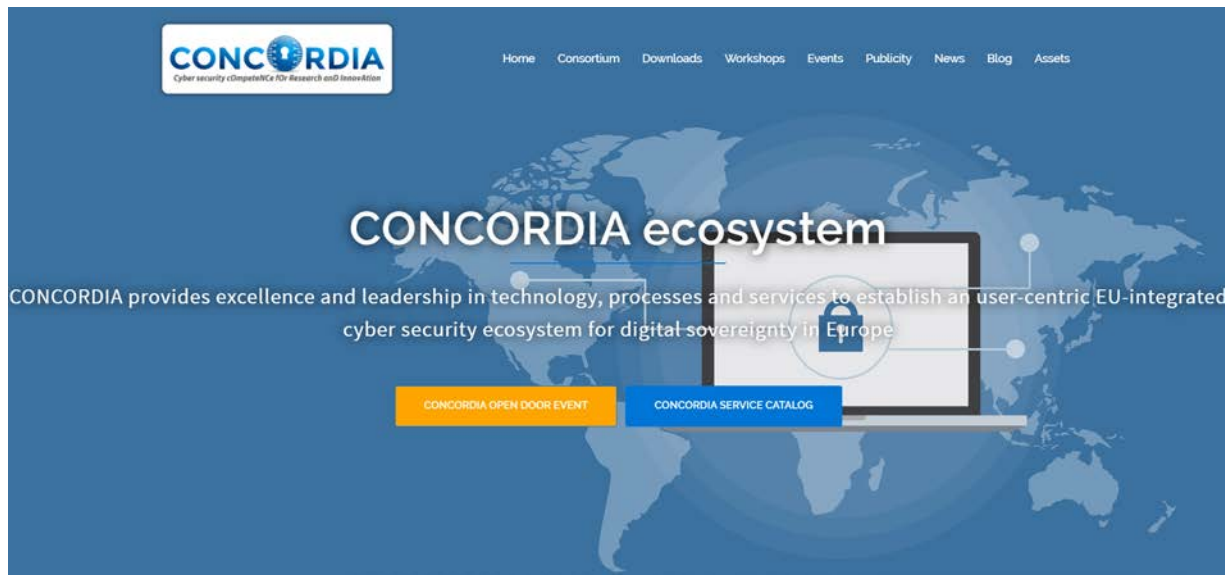 CONCORDIA
Cyber security cOmpeteNCe fOr Research anD InnovAtion
Home Consortium Downloads Workshops Events Publicity News Blog Assets
CONCORDIA ecosystem
CONCORDIA provides excellence and leadership in technology, processes and services to establish an user-centric EU-integrated
cyber security ecosystem for digital sovereignty in Europe
CONCORDIA OPEN DOOR EVENT CONCORDIA SERVICE CATALOG